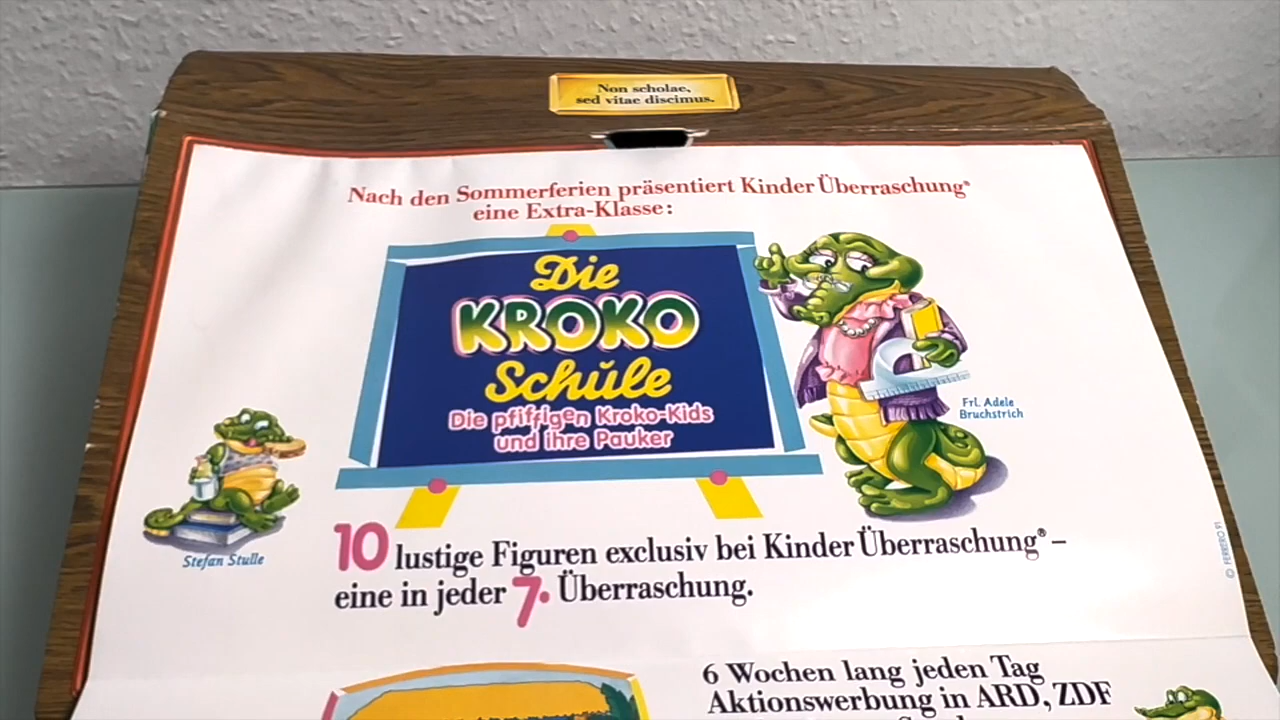 Non scholae,
sed vitae discimus.
Nach den Sommerferien präsentiert Kinder Überraschung®
eine Extra-Klasse:
Die
KROKO
Schule
Die pfiffigen Kroko-Kids
und ihre Pauker
Frl. Adele
Bruchstrich
Stefan Stulle
10 lustige Figuren exclusiv bei Kinder Überraschung® –
eine in jeder 7. Überraschung.
© FERRERO 91
6 Wochen lang jeden Tag
Aktionswerbung in ARD, ZDF